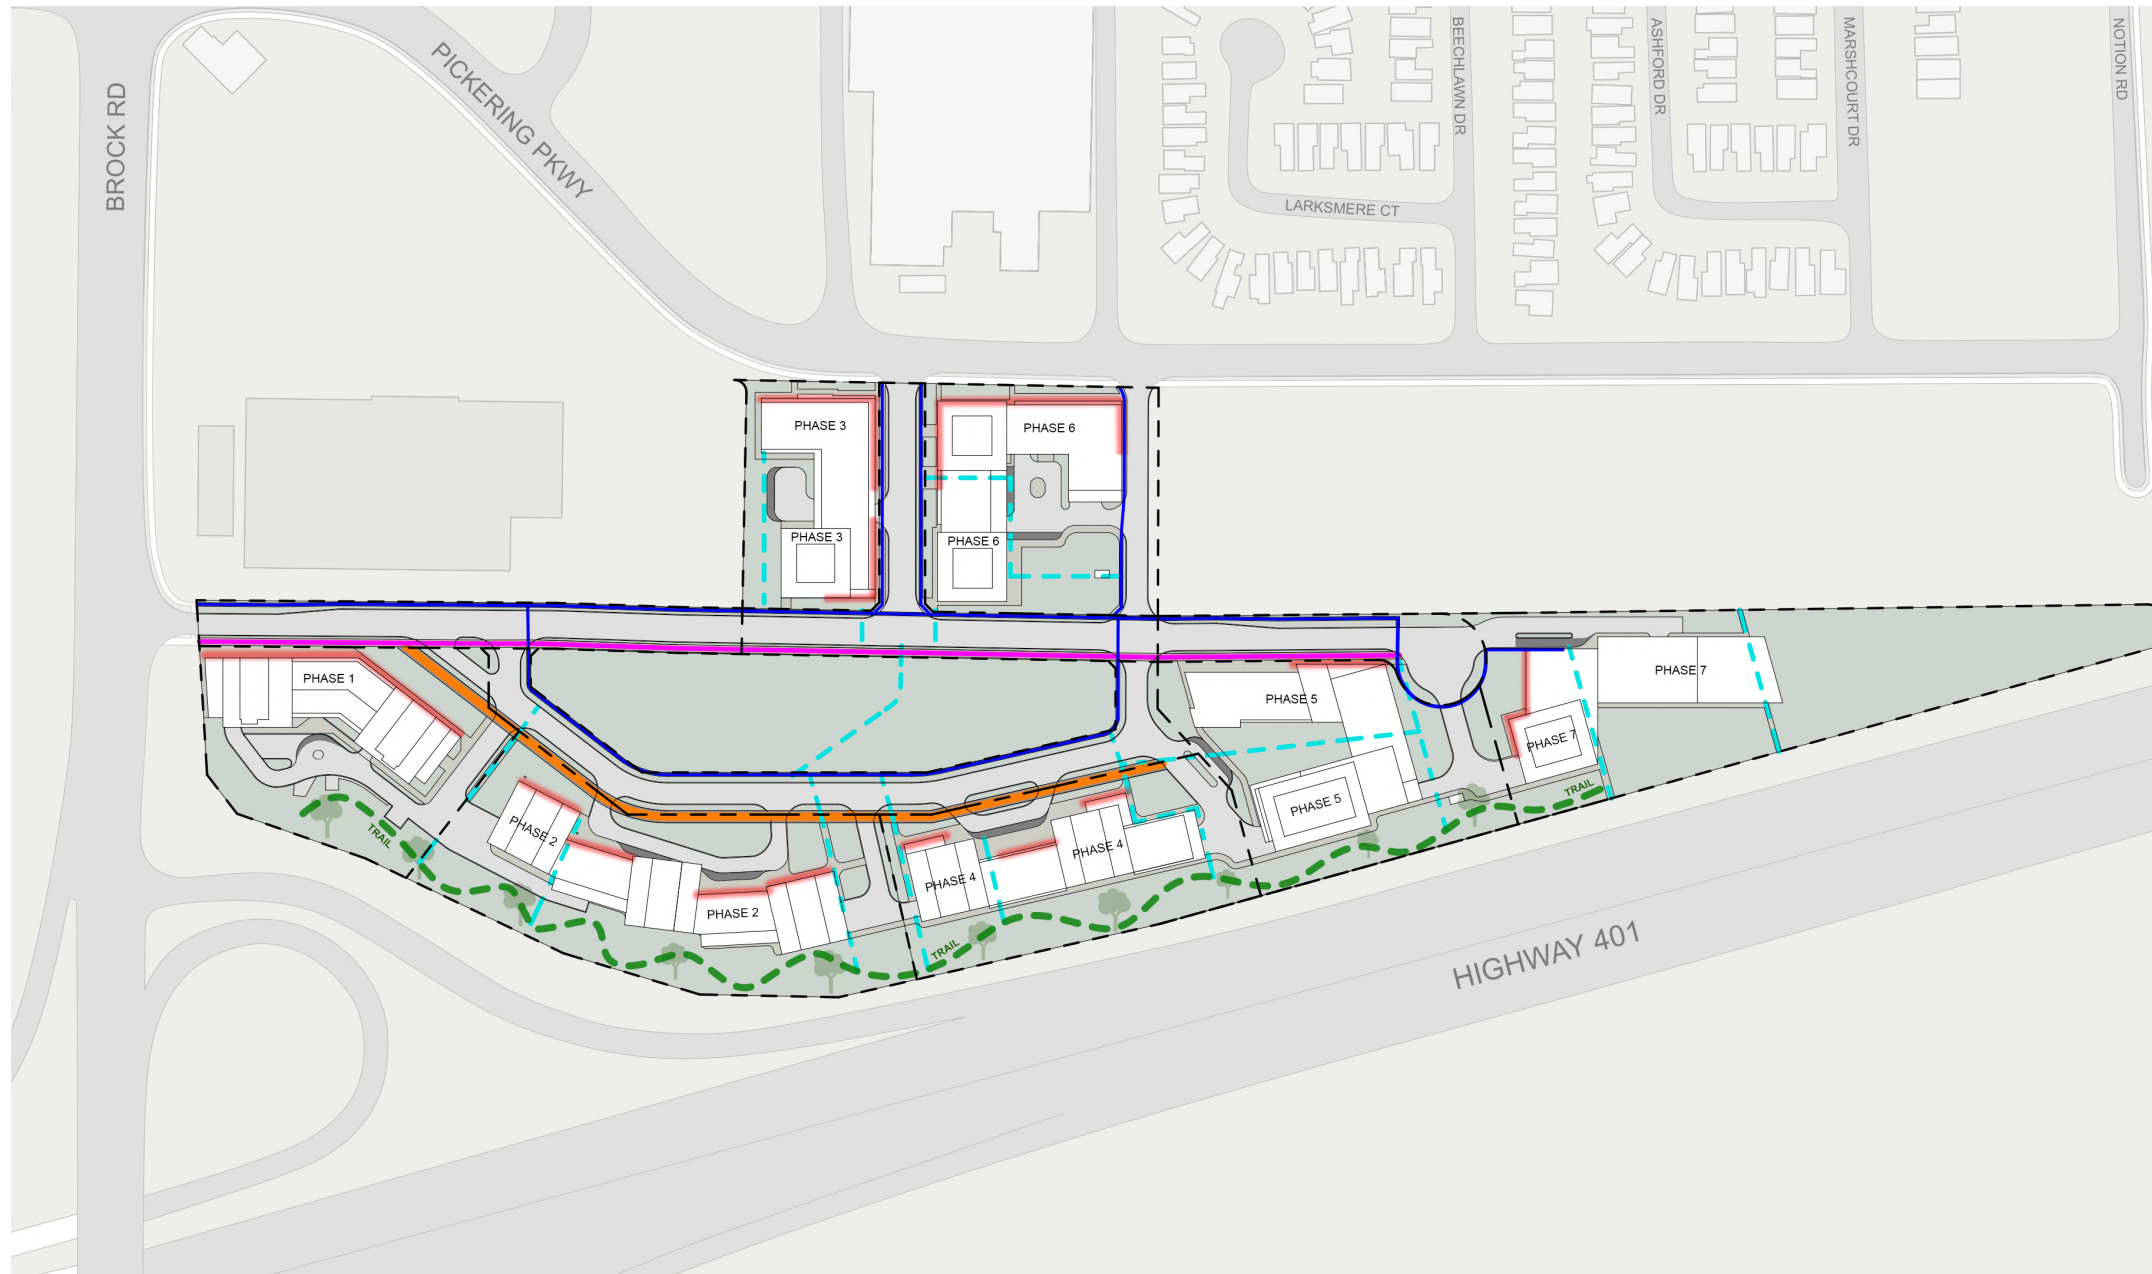 BROCK RD
PICKERING PKWY
BEECHLAWN DR
ASHFORD DR
MARSHCOURT DR
NOTION RD
LARKSMERE CT
PHASE 3
PHASE 6
PHASE 3
PHASE 6
PHASE 1
PHASE 5
PHASE 7
PHASE 7
PHASE 5
TRAIL
TRAIL
PHASE 2
PHASE 4
PHASE 4
PHASE 2
TRAIL
HIGHWAY 401